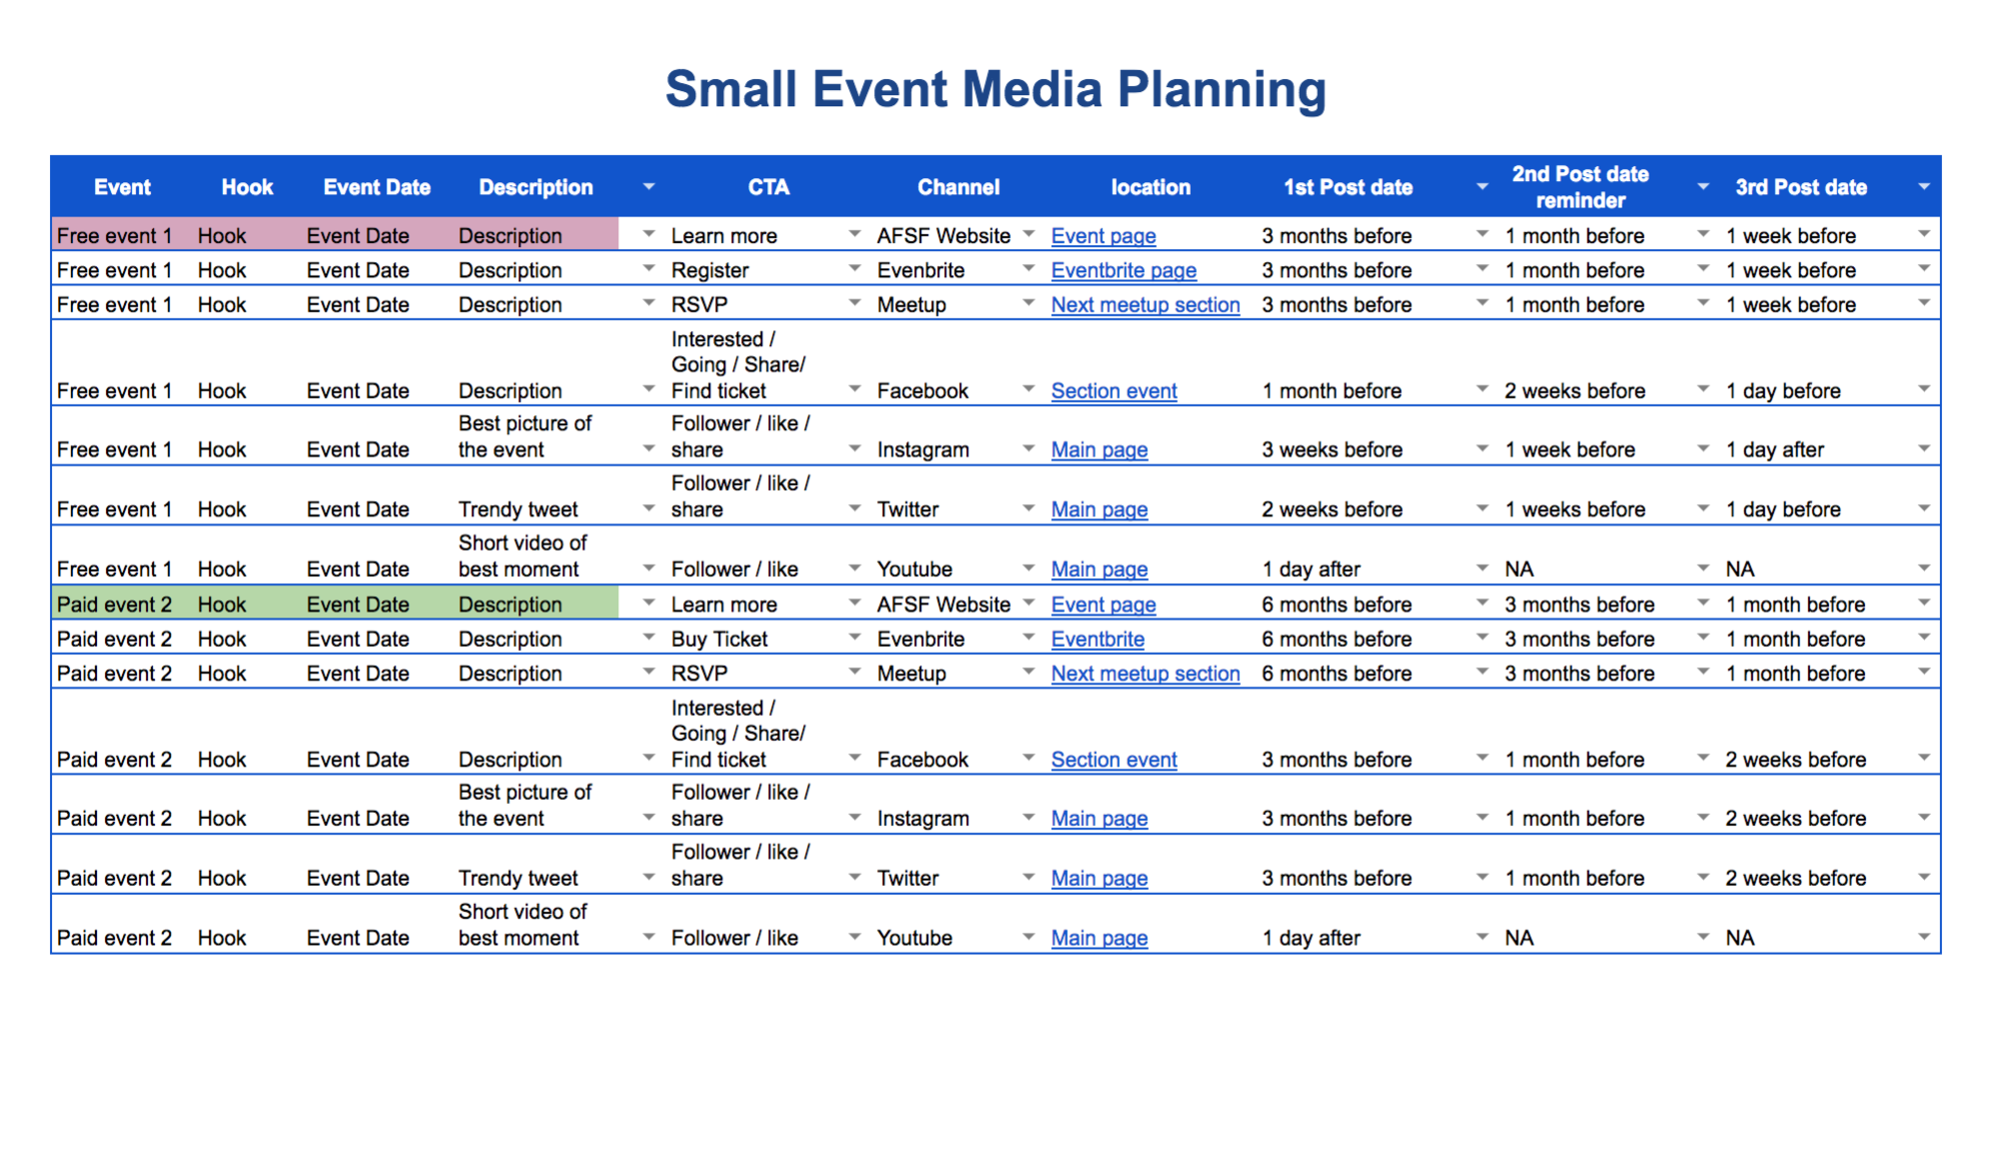 Small Event Media Planning
Event Hook Event Date Description CTA Channel location 1st Post date 2nd Post date reminder 3rd Post date
Free event 1 Hook Event Date Description Learn more AFSF Website Event page 3 months before 1 month before 1 week before
Free event 1 Hook Event Date Description Register Evenbrite Eventbrite page 3 months before 1 month before 1 week before
Free event 1 Hook Event Date Description RSVP Meetup Next meetup section 3 months before 1 month before 1 week before
Free event 1 Hook Event Date Description Interested / Going / Share/ Find ticket Facebook Section event 1 month before 2 weeks before 1 day before
Free event 1 Hook Event Date Best picture of the event Follower / like / share Instagram Main page 3 weeks before 1 week before 1 day after
Free event 1 Hook Event Date Trendy tweet Follower / like / share Twitter Main page 2 weeks before 1 weeks before 1 day before
Free event 1 Hook Event Date Short video of best moment Follower / like Youtube Main page 1 day after NA NA
Paid event 2 Hook Event Date Description Learn more AFSF Website Event page 6 months before 3 months before 1 month before
Paid event 2 Hook Event Date Description Buy Ticket Evenbrite Eventbrite 6 months before 3 months before 1 month before
Paid event 2 Hook Event Date Description RSVP Meetup Next meetup section 6 months before 3 months before 1 month before
Paid event 2 Hook Event Date Description Interested / Going / Share/ Find ticket Facebook Section event 3 months before 1 month before 2 weeks before
Paid event 2 Hook Event Date Best picture of the event Follower / like / share Instagram Main page 3 months before 1 month before 2 weeks before
Paid event 2 Hook Event Date Trendy tweet Follower / like / share Twitter Main page 3 months before 1 month before 2 weeks before
Paid event 2 Hook Event Date Short video of best moment Follower / like Youtube Main page 1 day after NA NA